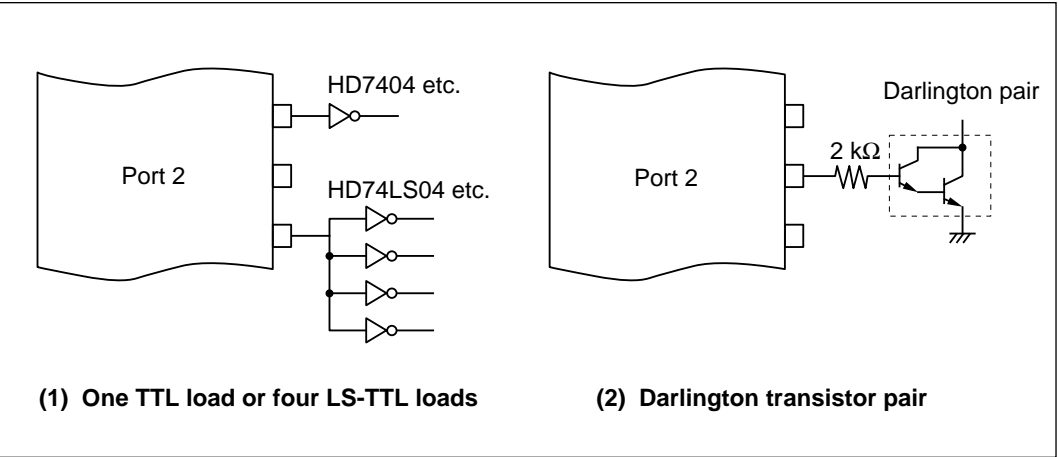 HD7404 etc.
Port 2
HD74LS04 etc.
(1) One TTL load or four LS-TTL loads
Darlington pair
2 kΩ
Port 2
(2) Darlington transistor pair